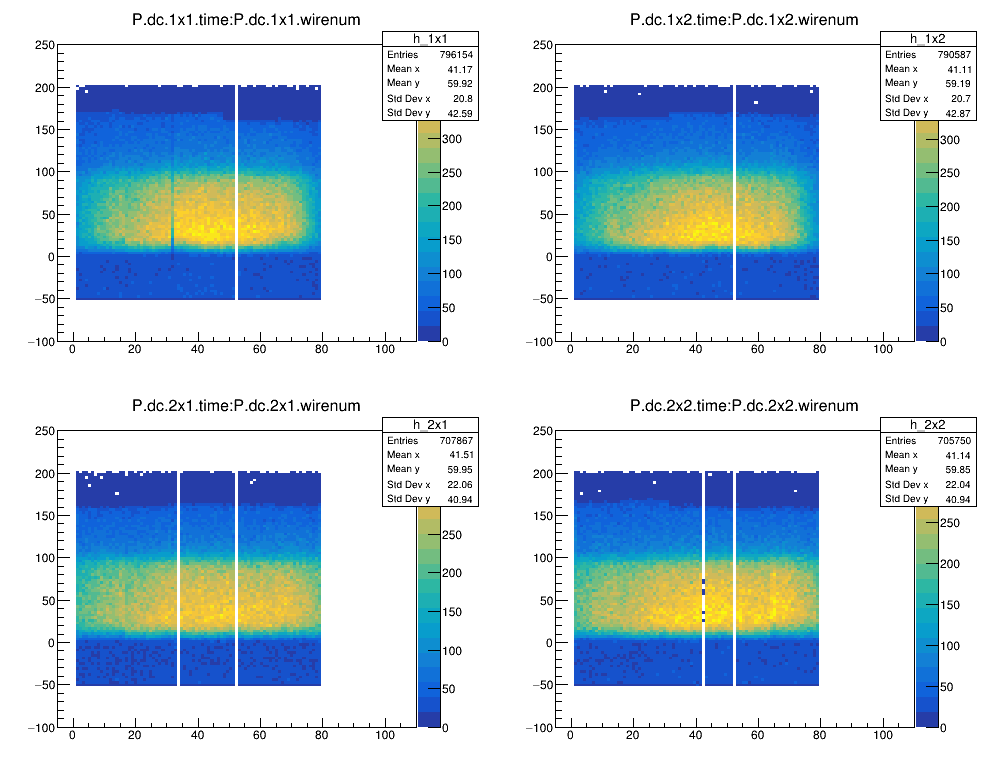 P.dc.1x1.time:P.dc.1x1.wirenum
h_1x1
Entries 796154
Mean x 41.17
Mean y 59.92
Std Dev x 20.8
Std Dev y 42.59
250
200
150
100
50
0
−50
−100
0 20 40 60 80 100
300
250
200
150
100
50
0
P.dc.1x2.time:P.dc.1x2.wirenum
h_1x2
Entries 790587
Mean x 41.11
Mean y 59.19
Std Dev x 20.7
Std Dev y 42.87
250
200
150
100
50
0
−50
−100
0 20 40 60 80 100
300
250
200
150
100
50
0
P.dc.2x1.time:P.dc.2x1.wirenum
h_2x1
Entries 707867
Mean x 41.51
Mean y 59.95
Std Dev x 22.06
Std Dev y 40.94
250
200
150
100
50
0
−50
−100
0 20 40 60 80 100
250
200
150
100
50
0
P.dc.2x2.time:P.dc.2x2.wirenum
h_2x2
Entries 705750
Mean x 41.14
Mean y 59.85
Std Dev x 22.04
Std Dev y 40.94
250
200
150
100
50
0
−50
−100
0 20 40 60 80 100
250
200
150
100
50
0